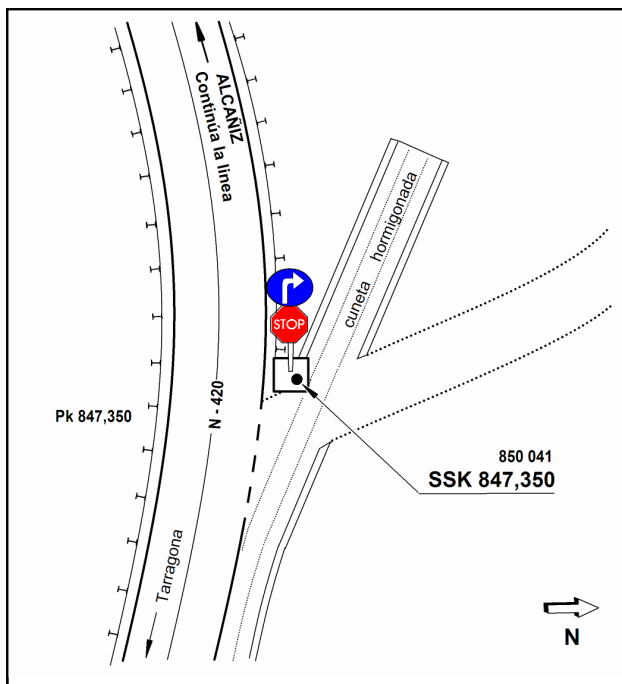 ALCAÑIZ
Continúa la línea
cuneta hormigonada
STOP
N - 420
Pk 847,350
850 041
SSK 847,350
Tarragona
N